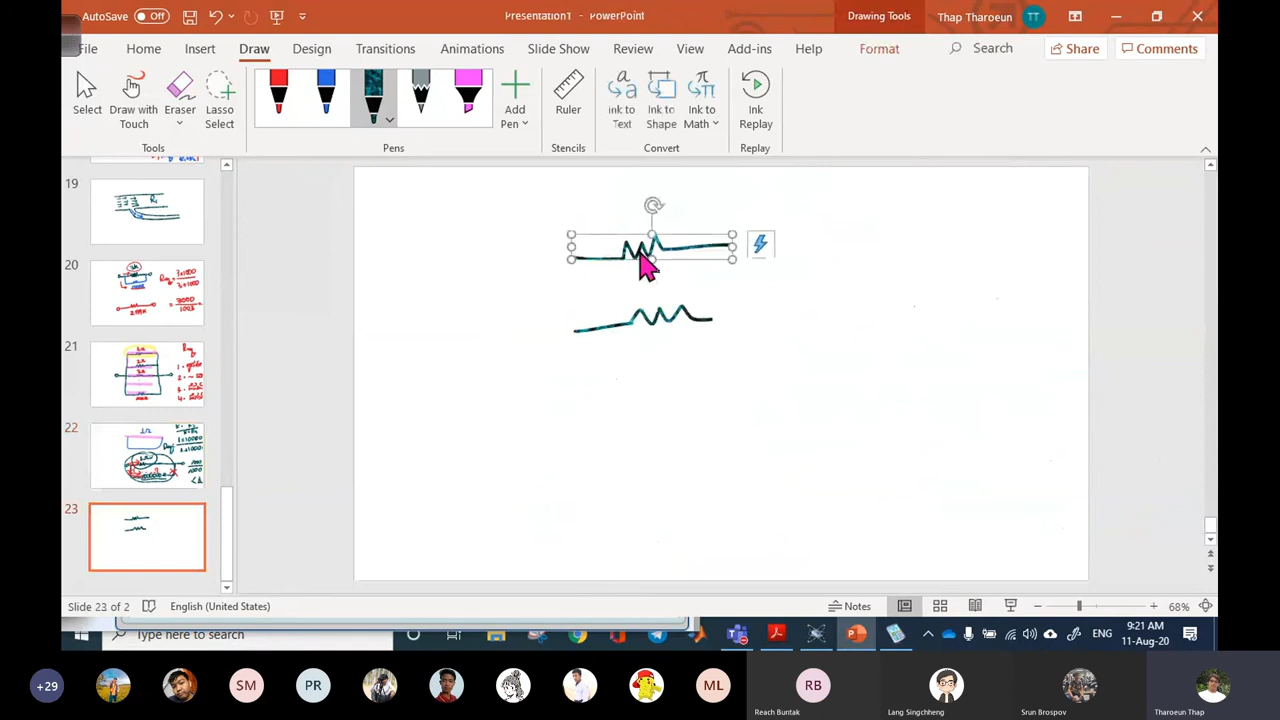 AutoSave Off
Presentation1 - PowerPoint
Drawing Tools
Thap Tharoeun TT
File Home Insert Draw Design Transitions Animations Slide Show Review View Add-ins Help Format Search Share Comments
Select
Draw with Touch
Eraser
Lasso Select
Add Pen
Ruler
Ink to Text
Ink to Shape
Ink to Math
Ink Replay
Tools Pens Stencils Convert Replay
19
20
21
22
23
Slide 23 of 2 English (United States) Notes 68%
Type here to search
ENG
9:21 AM
11-Aug-20
+29 SM PR ML RB
Reach Buntak Lang Singchheng Srun Brospov Tharoeun Thap